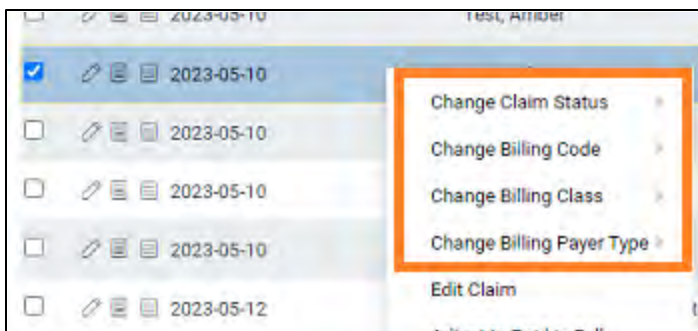 2023-05-10 Test, Amber
2023-05-10
Change Claim Status
2023-05-10
Change Billing Code
2023-05-10
Change Billing Class
2023-05-10
Change Billing Payer Type
2023-05-12
Edit Claim